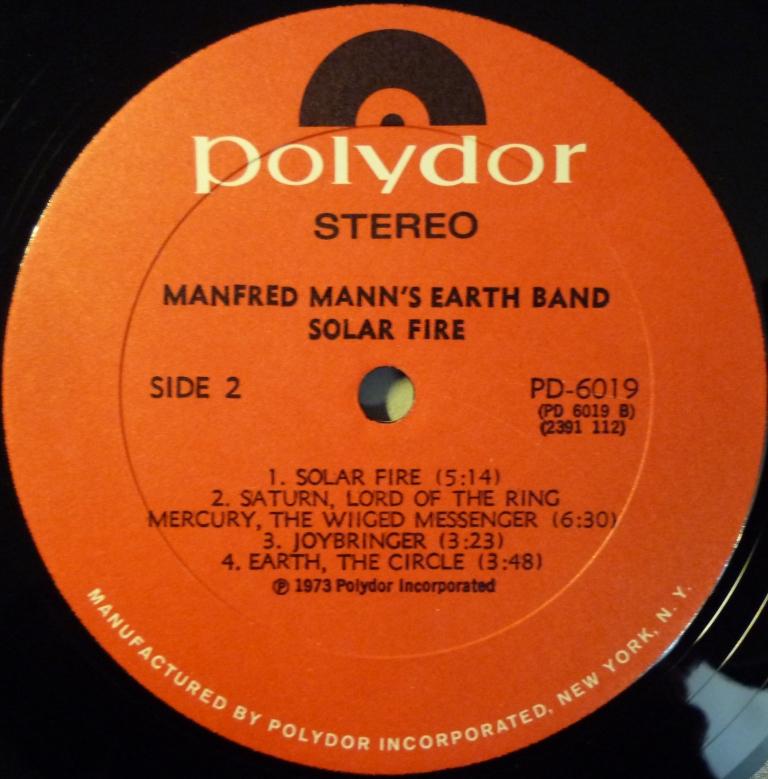 polydor
STEREO
MANFRED MANN'S EARTH BAND
SOLAR FIRE
SIDE 2
PD-6019
(PD 6019 B)
(2391 112)
1. SOLAR FIRE (5:14)
2. SATURN, LORD OF THE RING
MERCURY, THE WIIGED MESSENGER (6:30)
3. JOYBRINGER (3:23)
4. EARTH, THE CIRCLE (3:48)
℗ 1973 Polydor Incorporated
MANUFACTURED BY POLYDOR INCORPORATED, NEW YORK, N. Y.